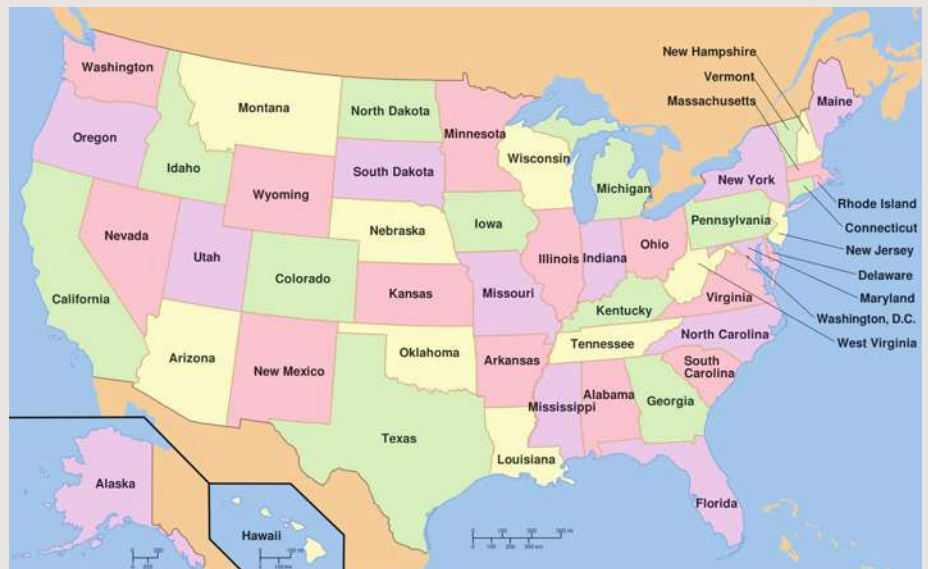 New Hampshire
Vermont
Massachusetts
Washington
Montana
North Dakota
Minnesota
Maine
Oregon
Idaho
Wisconsin
South Dakota
Michigan
New York
Wyoming
Rhode Island
Pennsylvania
Connecticut
Nevada
Nebraska
Iowa
New Jersey
Utah
Ohio
Illinois
Indiana
Colorado
Delaware
California
Kansas
Missouri
Virginia
Maryland
Kentucky
Washington, D.C.
North Carolina
West Virginia
Tennessee
Arizona
Oklahoma
Arkansas
South
Carolina
New Mexico
Alabama
Georgia
Mississippi
Texas
Louisiana
Alaska
Florida
Hawaii